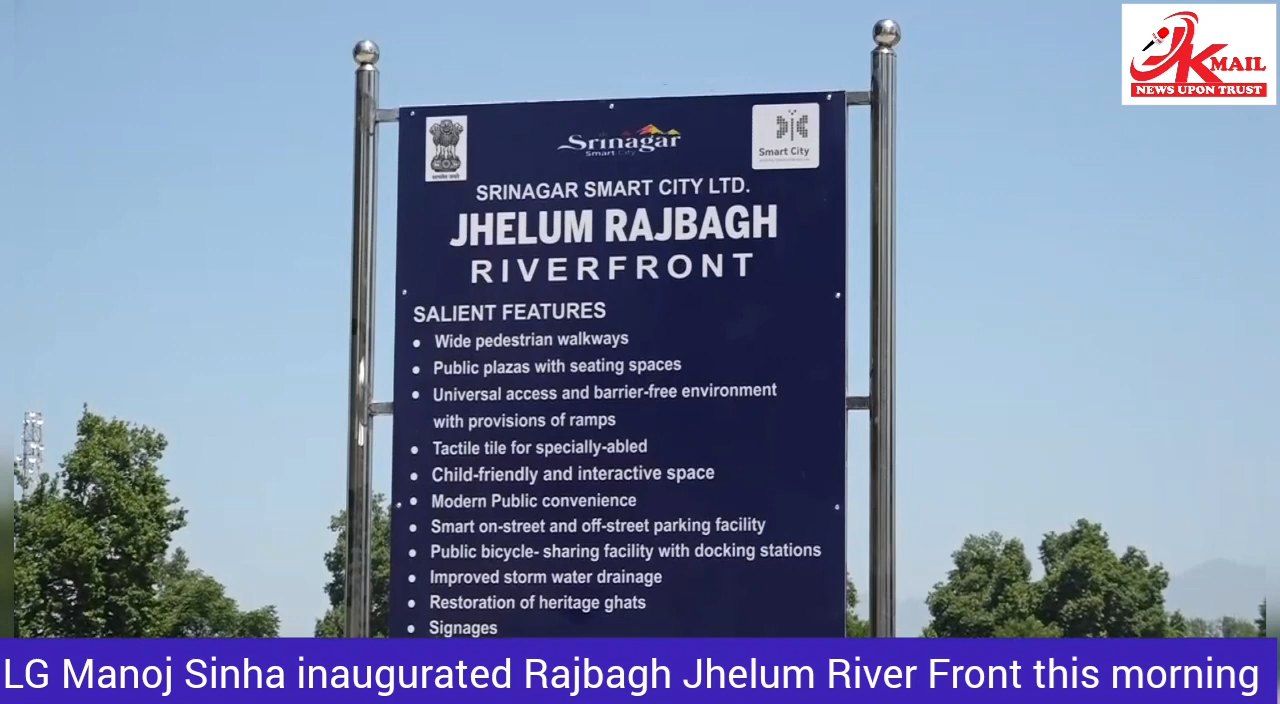 JK MAIL
NEWS UPON TRUST
Srinagar
Smart City
Smart City
SRINAGAR SMART CITY LTD.
JHELUM RAJBAGH
RIVERFRONT
SALIENT FEATURES
• Wide pedestrian walkways
• Public plazas with seating spaces
• Universal access and barrier-free environment
with provisions of ramps
• Tactile tile for specially-abled
• Child-friendly and interactive space
• Modern Public convenience
• Smart on-street and off-street parking facility
• Public bicycle- sharing facility with docking stations
• Improved storm water drainage
• Restoration of heritage ghats
• Signages
LG Manoj Sinha inaugurated Rajbagh Jhelum River Front this morning